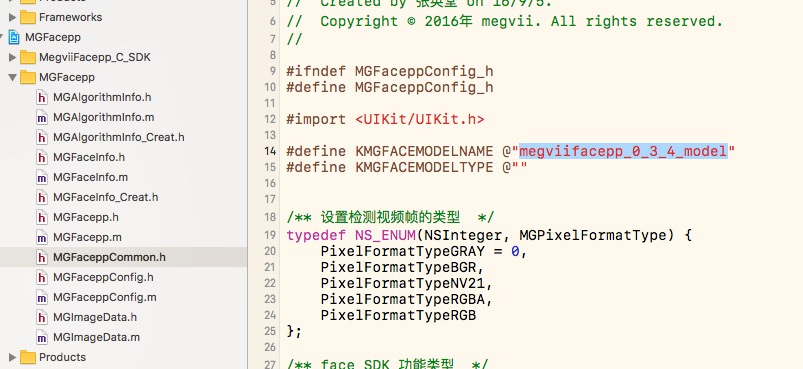 Products
Frameworks
MGFacepp
MegviiFacepp_C_SDK
MGFacepp
MGAlgorithmInfo.h
MGAlgorithmInfo.m
MGAlgorithmInfo_Creat.h
MGFaceInfo.h
MGFaceInfo.m
MGFaceInfo_Creat.h
MGFacepp.h
MGFacepp.m
MGFaceppCommon.h
MGFaceppConfig.h
MGFaceppConfig.m
MGImageData.h
MGImageData.m
Products
5 // Created by 张英堂 on 16/9/5.
6 // Copyright © 2016年 megvii. All rights reserved.
7 //
8
9 #ifndef MGFaceppConfig_h
10 #define MGFaceppConfig_h
11
12 #import <UIKit/UIKit.h>
13
14 #define KMGFACEMODELNAME @"megviifacepp_0_3_4_model"
15 #define KMGFACEMODELTYPE @""
16
17
18 /** 设置检测视频帧的类型 */
19 typedef NS_ENUM(NSInteger, MGPixelFormatType) {
20 PixelFormatTypeGRAY = 0,
21 PixelFormatTypeBGR,
22 PixelFormatTypeNV21,
23 PixelFormatTypeRGBA,
24 PixelFormatTypeRGB
25 };
26
27 /** face SDK 功能类型 */